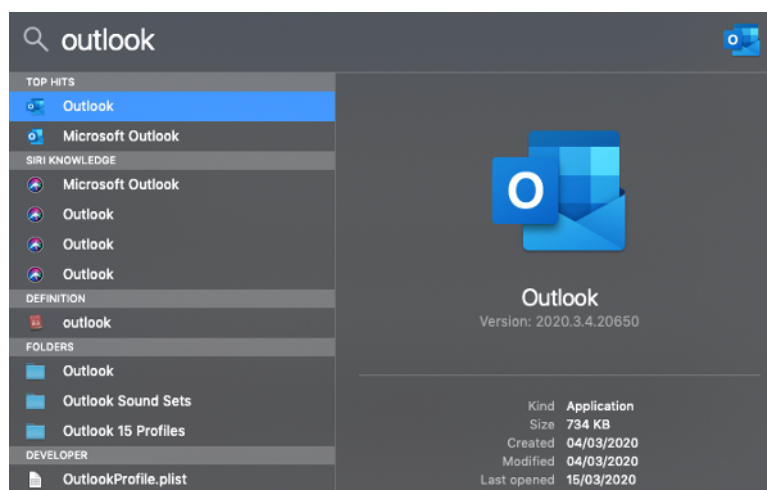 outlook
TOP HITS
Outlook
Microsoft Outlook
SIRI KNOWLEDGE
Microsoft Outlook
Outlook
Outlook
Outlook
DEFINITION
outlook
FOLDERS
Outlook
Outlook Sound Sets
Outlook 15 Profiles
DEVELOPER
OutlookProfile.plist
O
Outlook
Version: 2020.3.4.20650
Kind Application
Size 734 KB
Created 04/03/2020
Modified 04/03/2020
Last opened 15/03/2020